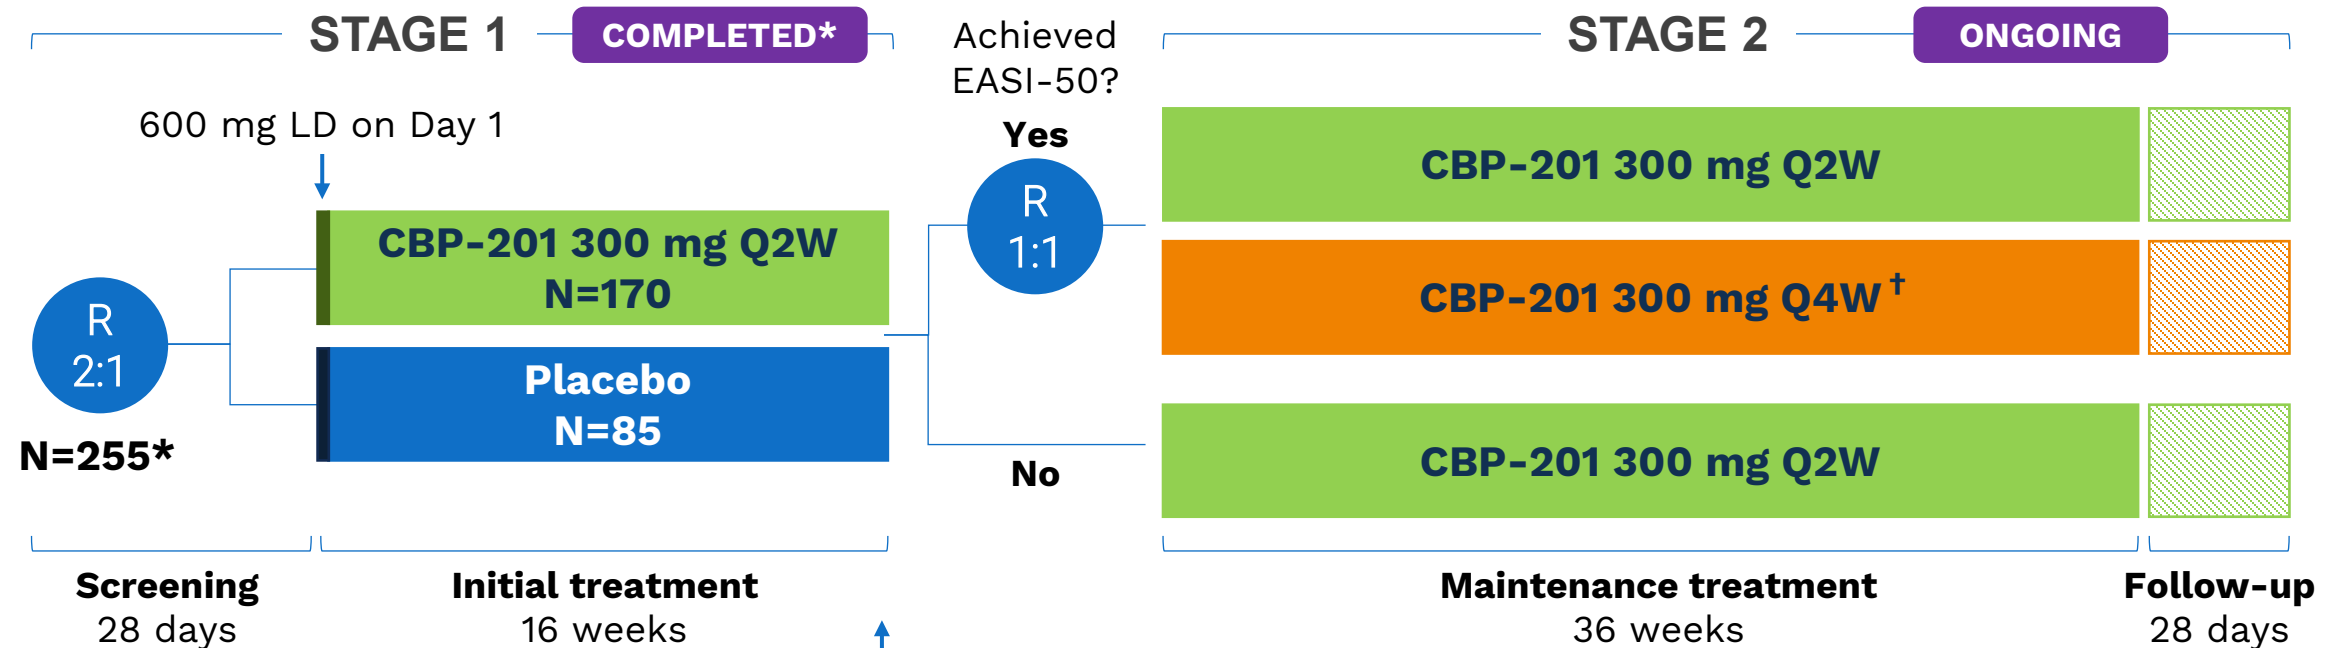 STAGE 1
COMPLETED*
Achieved
EASI-50?
STAGE 2
ONGOING
600 mg LD on Day 1
Yes
R
1:1
R
2:1
N=255*
CBP-201 300 mg Q2W
N=170
Placebo
N=85
No
CBP-201 300 mg Q2W
CBP-201 300 mg Q4W†
CBP-201 300 mg Q2W
Screening
28 days
Initial treatment
16 weeks
Maintenance treatment
36 weeks
Follow-up
28 days